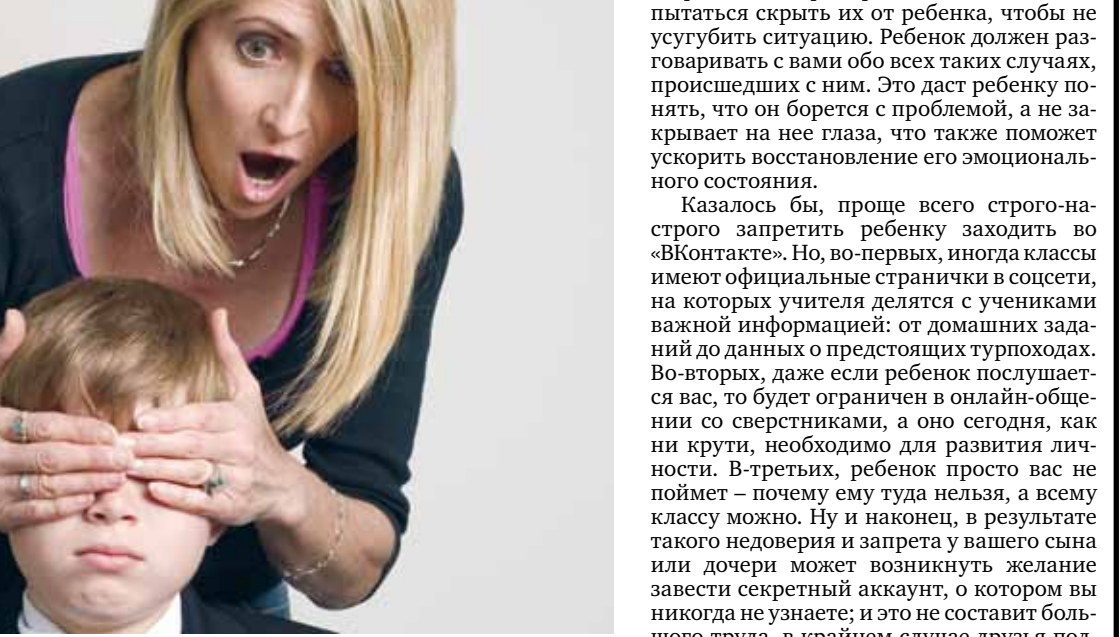 пытаться скрыть их от ребенка, чтобы не
усугубить ситуацию. Ребенок должен раз-
говаривать с вами обо всех таких случаях,
происшедших с ним. Это даст ребенку по-
нять, что он борется с проблемой, а не за-
крывает на нее глаза, что также поможет
ускорить восстановление его эмоциональ-
ного состояния.
Казалось бы, проще всего строго-на-
строго запретить ребенку заходить во
«ВКонтакте». Но, во-первых, иногда классы
имеют официальные странички в соцсети,
на которых учителя делятся с учениками
важной информацией: от домашних зада-
ний до данных о предстоящих турпоходах.
Во-вторых, даже если ребенок послушает-
ся вас, то будет ограничен в онлайн-обще-
нии со сверстниками, а оно сегодня, как
ни крути, необходимо для развития лич-
ности. В-третьих, ребенок просто вас не
поймет – почему ему туда нельзя, а всему
классу можно. Ну и наконец, в результате
такого недоверия и запрета у вашего сына
или дочери может возникнуть желание
завести секретный аккаунт, о котором вы
никогда не узнаете; и это не составит боль-
шого труда, в крайнем случае друзья под-